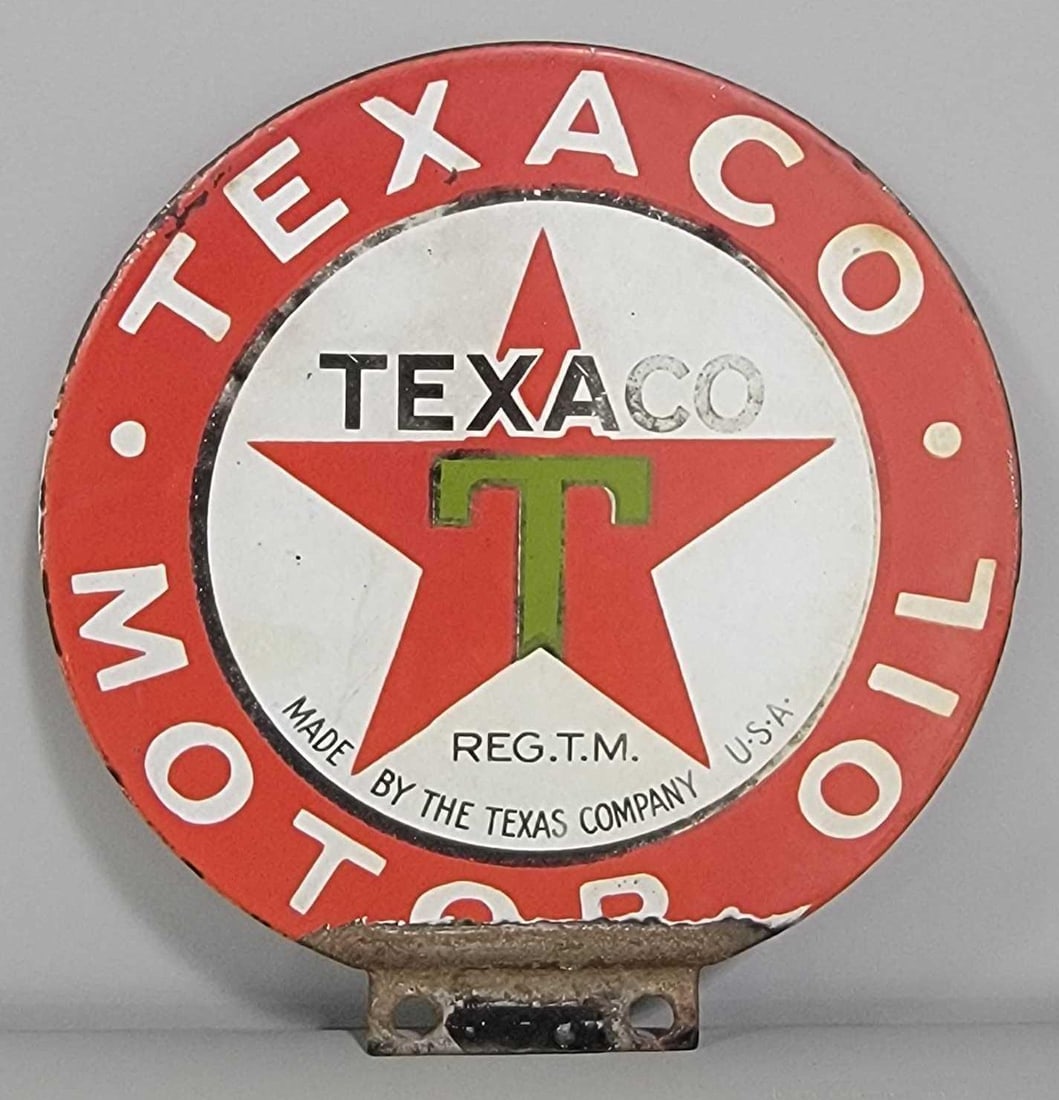 TEXACO
TEXACO
T
REG.T.M.
MADE BY THE TEXAS COMPANY U·S·A·
MOTOR OIL